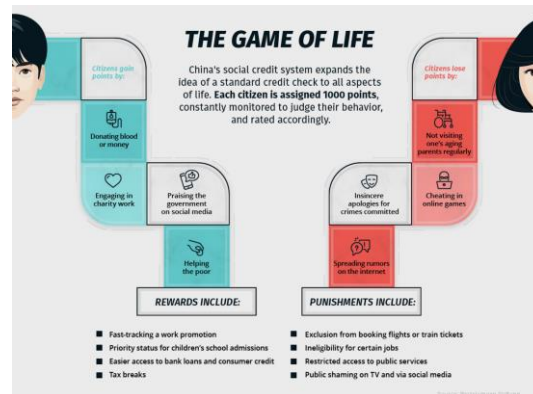 THE GAME OF LIFE
China's social credit system expands the
idea of a standard credit check to all aspects
of life. Each citizen is assigned 1000 points,
constantly monitored to judge their behavior,
and rated accordingly.
Citizens gain
points by:
Donating blood
or money
Engaging in
charity work
Praising the
government
on social media
Helping
the poor
REWARDS INCLUDE:
Fast-tracking a work promotion
Priority status for children's school admissions
Easier access to bank loans and consumer credit
Tax breaks
Citizens lose
points by:
Not visiting
one's aging
parents regularly
Cheating in
online games
Insincere
apologies for
crimes committed
Spreading rumors
on the internet
PUNISHMENTS INCLUDE:
Exclusion from booking flights or train tickets
Ineligibility for certain jobs
Restricted access to public services
Public shaming on TV and via social media